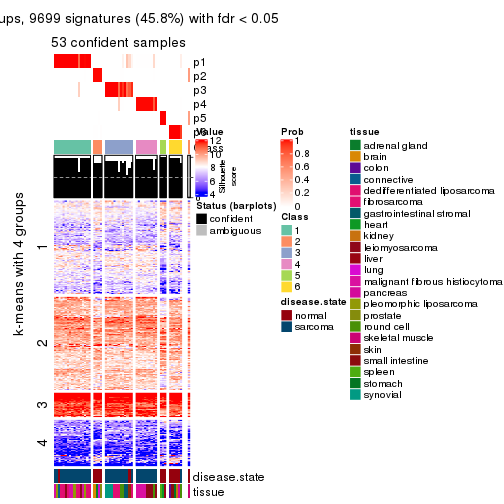 ups, 9699 signatures (45.8%) with fdr < 0.05
53 confident samples
p1
p2
p3
p4
p5
k-means with 4 groups
1
2
3
4
Value
12
10
8
6
4
Silhouette
score
Status (barplots)
confident
ambiguous
Prob
1
0.8
0.6
0.4
0.2
0
Class
1
2
3
4
5
6
disease.state
normal
sarcoma
tissue
adrenal gland
brain
colon
connective
dedifferentiated liposarcoma
fibrosarcoma
gastrointestinal stromal
heart
kidney
leiomyosarcoma
liver
lung
malignant fibrous histiocytoma
pancreas
pleomorphic liposarcoma
prostate
round cell
skeletal muscle
skin
small intestine
spleen
stomach
synovial
disease.state
tissue